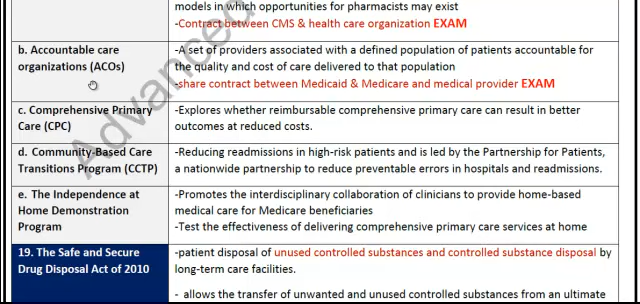 models in which opportunities for pharmacists may exist
-Contract between CMS & health care organization EXAM
b. Accountable care
organizations (ACOs)
-A set of providers associated with a defined population of patients accountable for
the quality and cost of care delivered to that population
-share contract between Medicaid & Medicare and medical provider EXAM
c. Comprehensive Primary
Care (CPC)
-Explores whether reimbursable comprehensive primary care can result in better
outcomes at reduced costs.
d. Community-Based Care
Transitions Program (CCTP)
-Reducing readmissions in high-risk patients and is led by the Partnership for Patients,
a nationwide partnership to reduce preventable errors in hospitals and readmissions.
e. The Independence at
Home Demonstration
Program
-Promotes the interdisciplinary collaboration of clinicians to provide home-based
medical care for Medicare beneficiaries
-Test the effectiveness of delivering comprehensive primary care services at home
19. The Safe and Secure
Drug Disposal Act of 2010
-patient disposal of unused controlled substances and controlled substance disposal by
long-term care facilities.
- allows the transfer of unwanted and unused controlled substances from an ultimate
Advanced